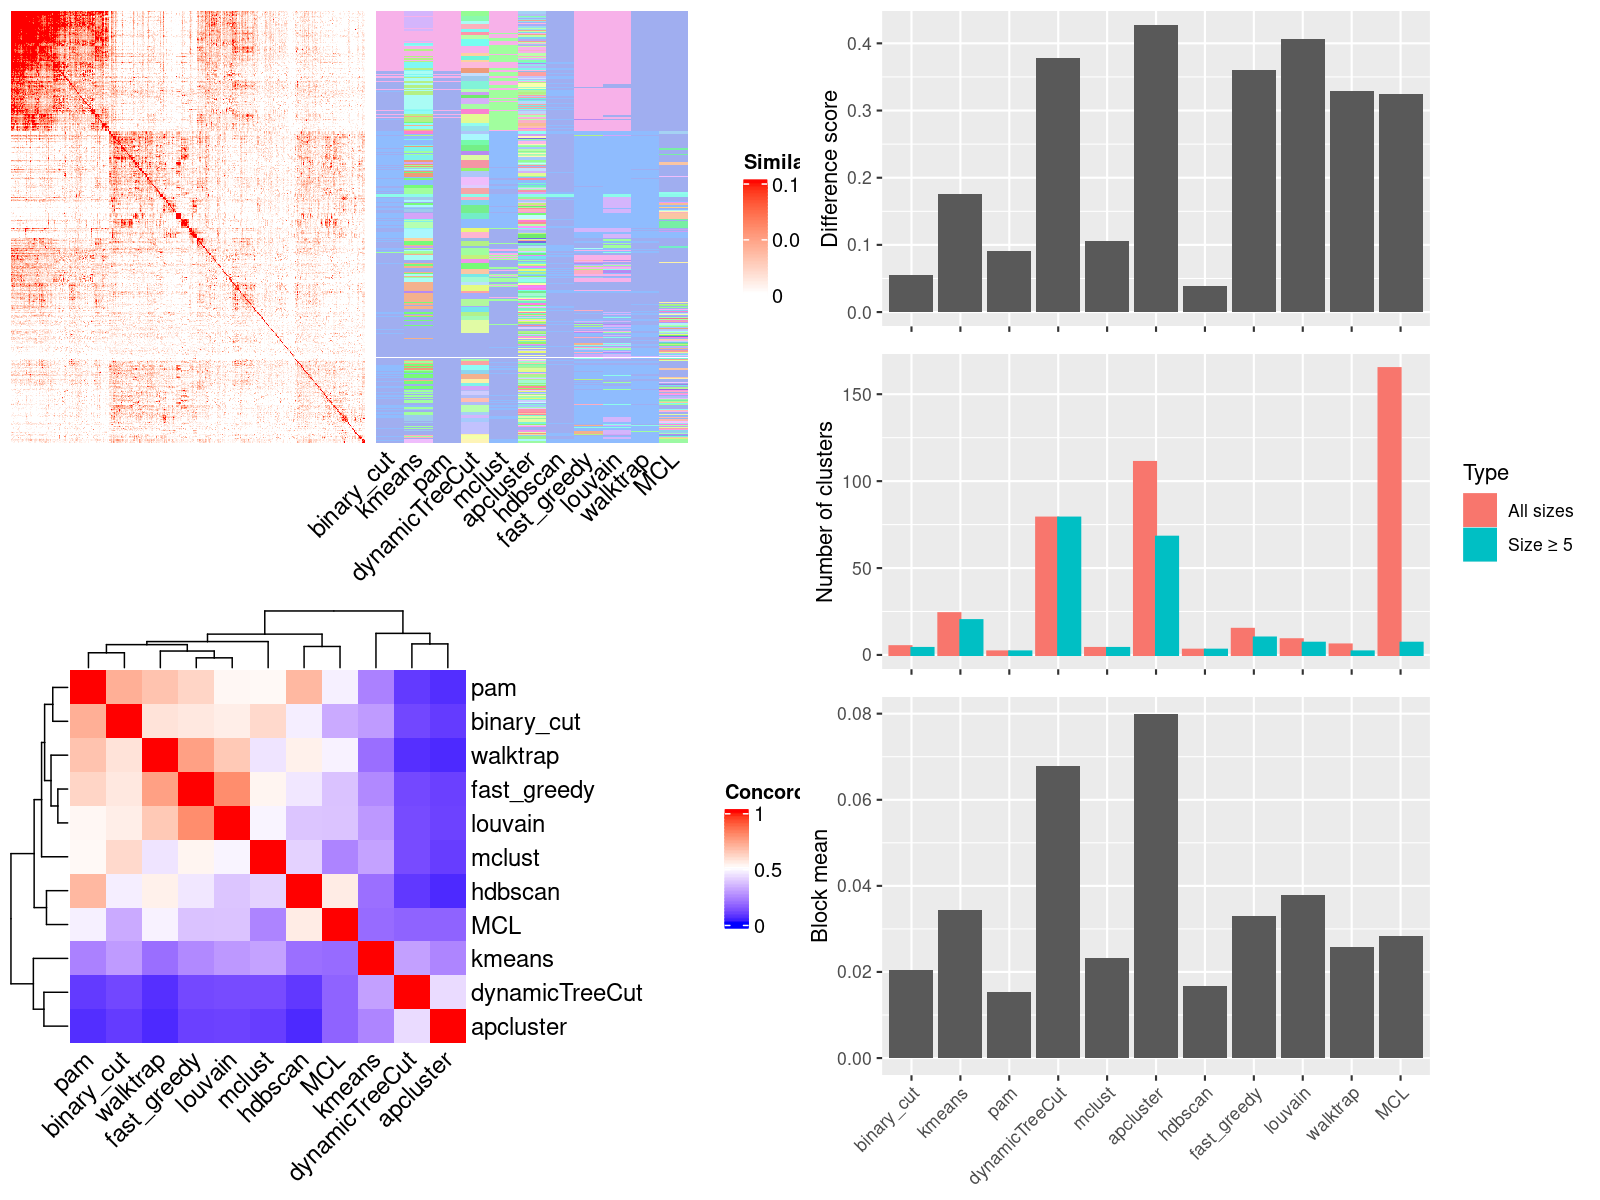 Simila
0.1
0.0
0
binary_cut
kmeans
pam
dynamicTreeCut
mclust
apcluster
hdbscan
fast_greedy
louvain
walktrap
MCL
pam
binary_cut
walktrap
fast_greedy
louvain
mclust
hdbscan
MCL
kmeans
dynamicTreeCut
apcluster
pam
binary_cut
walktrap
fast_greedy
louvain
mclust
hdbscan
MCL
kmeans
dynamicTreeCut
apcluster
Concord
1
0.5
0
Difference score
0.4
0.3
0.2
0.1
0.0
Number of clusters
150
100
50
0
Type
All sizes
Size ≥ 5
Block mean
0.08
0.06
0.04
0.02
0.00
binary_cut
kmeans
pam
dynamicTreeCut
mclust
apcluster
hdbscan
fast_greedy
louvain
walktrap
MCL